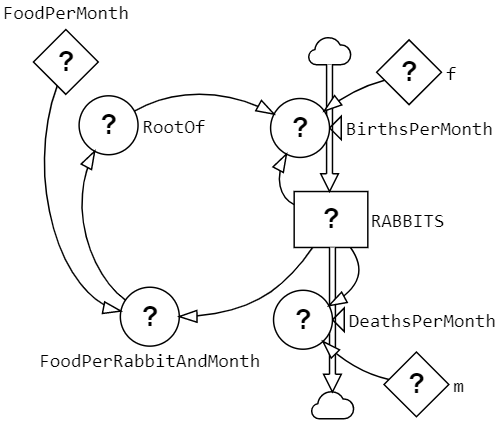 FoodPerMonth
?
? f
? RootOf
? BirthsPerMonth
? RABBITS
? FoodPerRabbitAndMonth
? DeathsPerMonth
? m